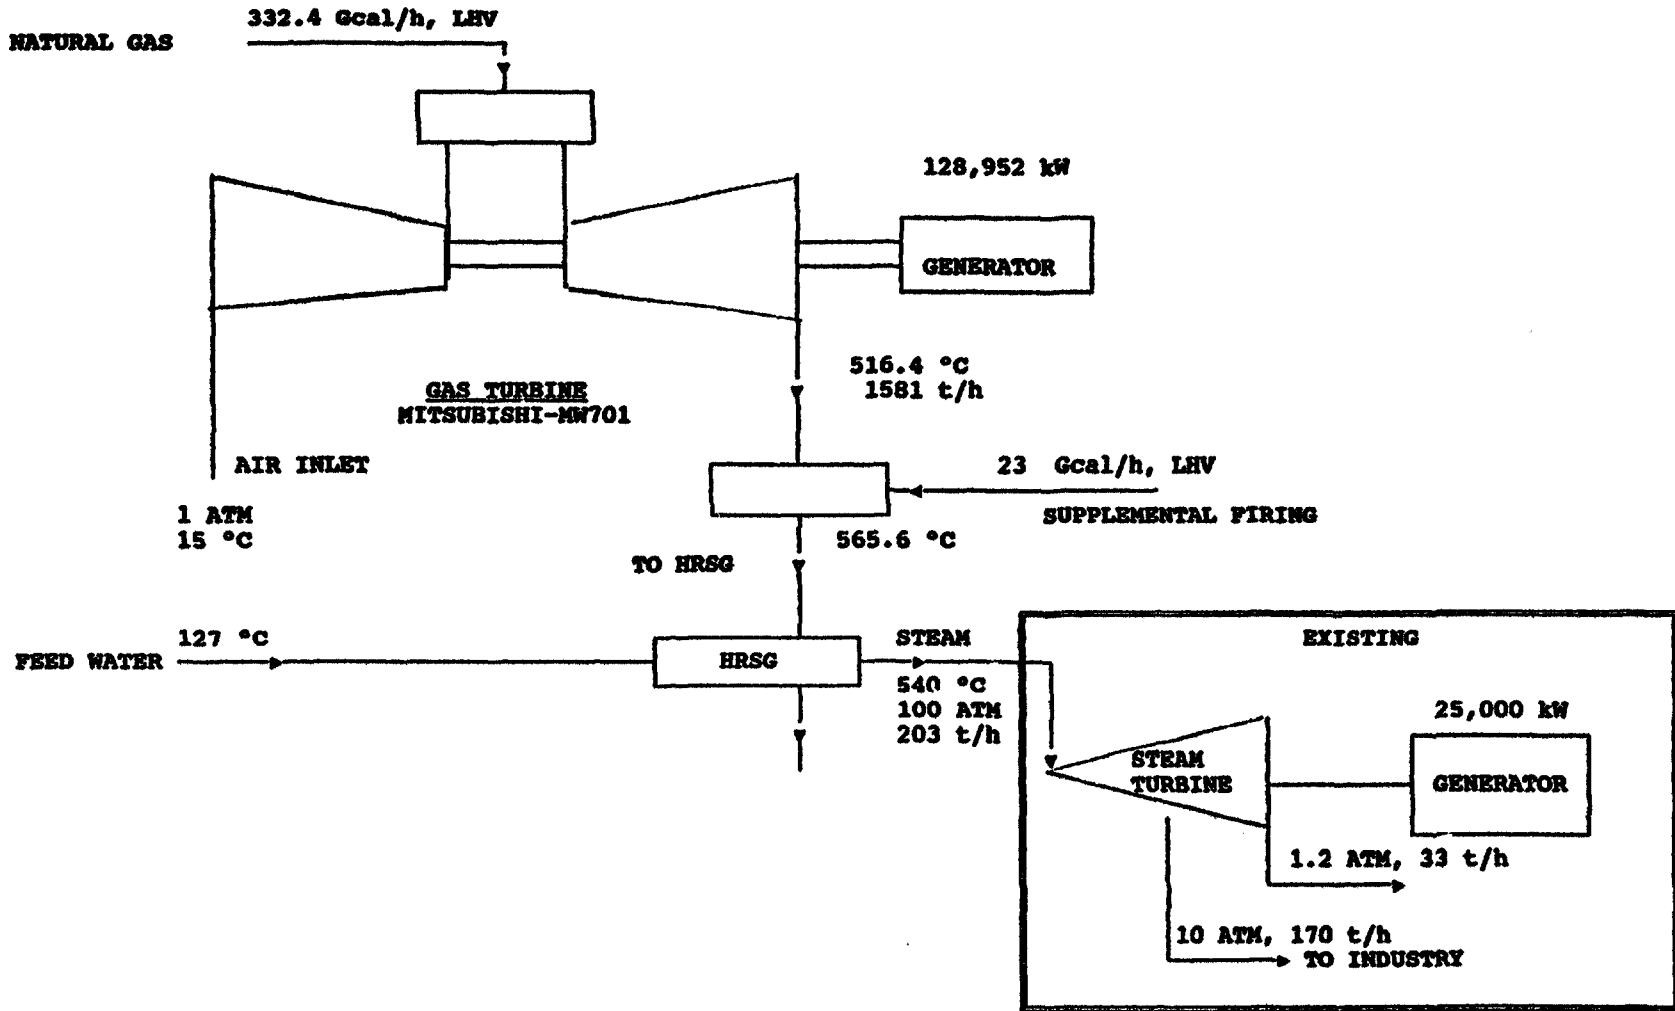 332.4 Gcal/h, LHV
NATURAL GAS
128,952 kW
GENERATOR
516.4 °C
1581 t/h
GAS TURBINE
MITSUBISHI-MW701
AIR INLET
1 ATM
15 °C
23 Gcal/h, LHV
SUPPLEMENTAL FIRING
565.6 °C
TO HRSG
127 °C
FEED WATER
HRSG
STEAM
540 °C
100 ATM
203 t/h
EXISTING
25,000 kW
STEAM
TURBINE
GENERATOR
1.2 ATM, 33 t/h
10 ATM, 170 t/h
TO INDUSTRY